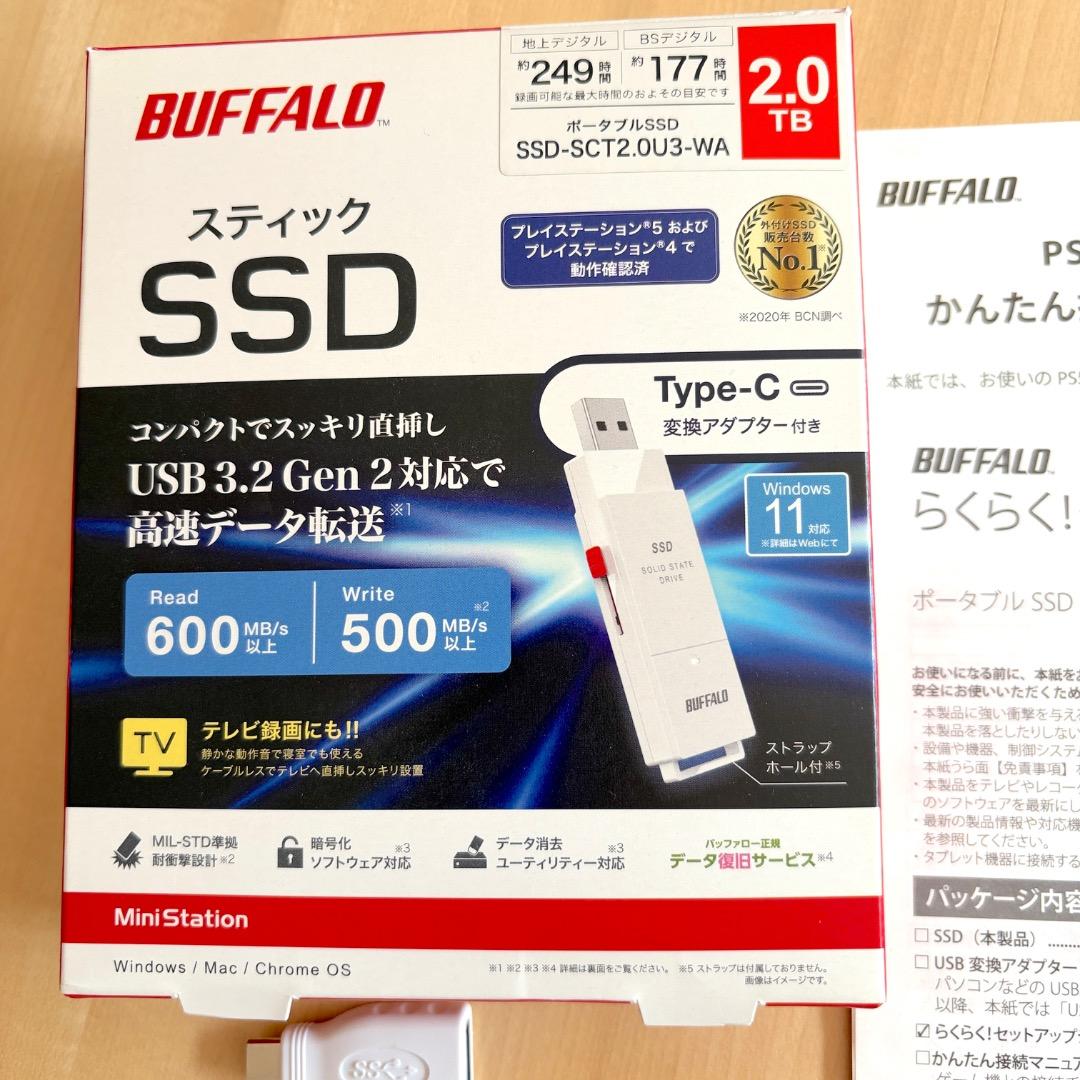 BUFFALO™
地上デジタル
約249時間
BSデジタル
約177時間
録画可能な最大時間のおよその目安です
ポータブルSSD
SSD-SCT2.0U3-WA
2.0
TB
スティック
SSD
プレイステーション®5 および
プレイステーション®4 で
動作確認済
外付けSSD
販売台数
No.1※
※2020年 BCN調べ
Type-C
変換アダプター付き
コンパクトでスッキリ直挿し
USB 3.2 Gen 2対応で
高速データ転送※1
Windows
11対応
※詳細はWebにて
Read
600MB/s以上
Write
500MB/s以上※2
SSD
SOLID STATE
DRIVE
BUFFALO
TV
テレビ録画にも!!
静かな動作音で寝室でも使える
ケーブルレスでテレビへ直挿しスッキリ設置
ストラップ
ホール付※5
MIL-STD準拠
耐衝撃設計※2
暗号化
ソフトウェア対応※3
データ消去
ユーティリティー対応※3
バッファロー正規
データ復旧サービス※4
MiniStation
Windows / Mac / Chrome OS
※1 ※2 ※3 ※4 詳細は裏面をご覧ください。 ※5 ストラップは付属しておりません。
画像はイメージです。
SS
BUFFALO™
PS
かんたん
本紙では、お使いの PS5
BUFFALO™
らくらく!
ポータブル SSD
お使いになる前に、本紙をお
安全にお使いいただくため
・本製品に強い衝撃を与え
本製品を落としたりしない
・設備や機器、制御システム
本紙うら面【免責事項】
・本製品をテレビやレコーダ
のソフトウェアを最新にし
・最新の製品情報や対応機
を参照してください。
・タブレット機器に接続する
パッケージ内容
□ SSD（本製品）
□ USB 変換アダプター
パソコンなどの USB
以降、本紙では「U
☑ らくらく!セットアップ
□ かんたん接続マニュア